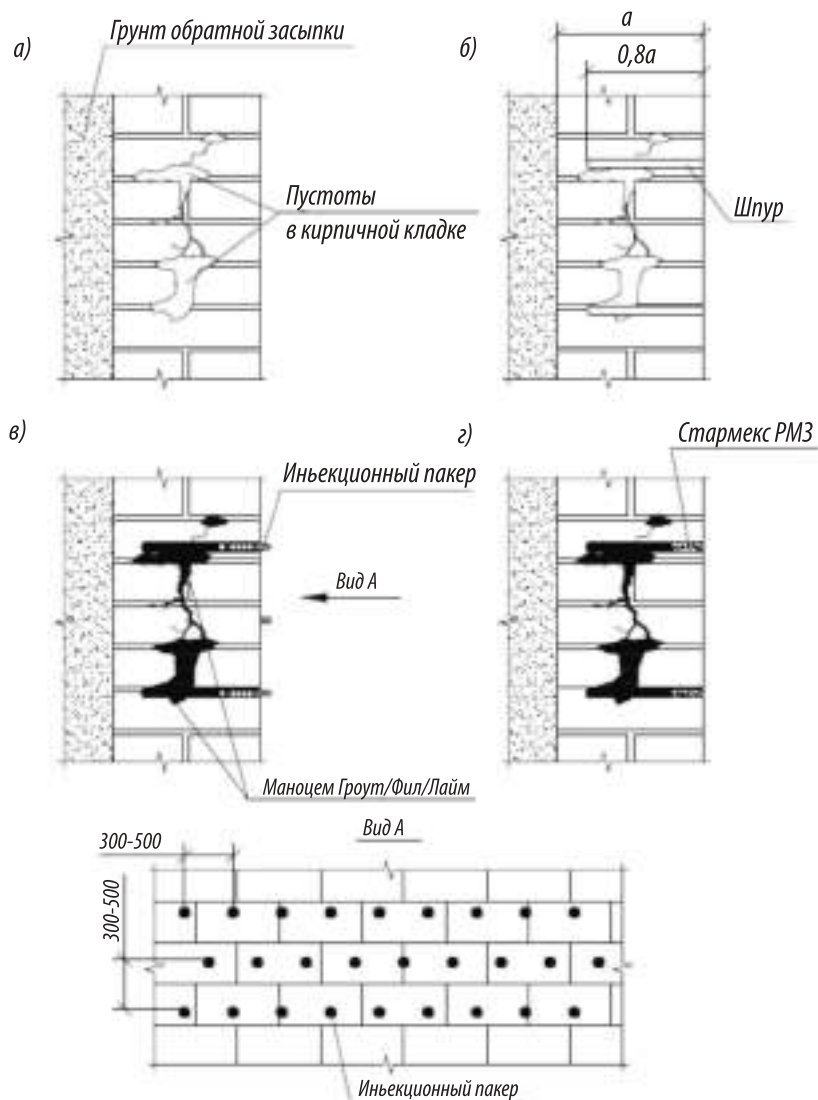 а)
Грунт обратной засыпки
Пустоты
в кирпичной кладке
б)
а
0,8а
Шпур
в)
Иньекционный пакер
Вид А
Маноцем Гроут/Фил/Лайм
г)
Стармекс РМ3
Вид А
300-500
300-500
Иньекционный пакер